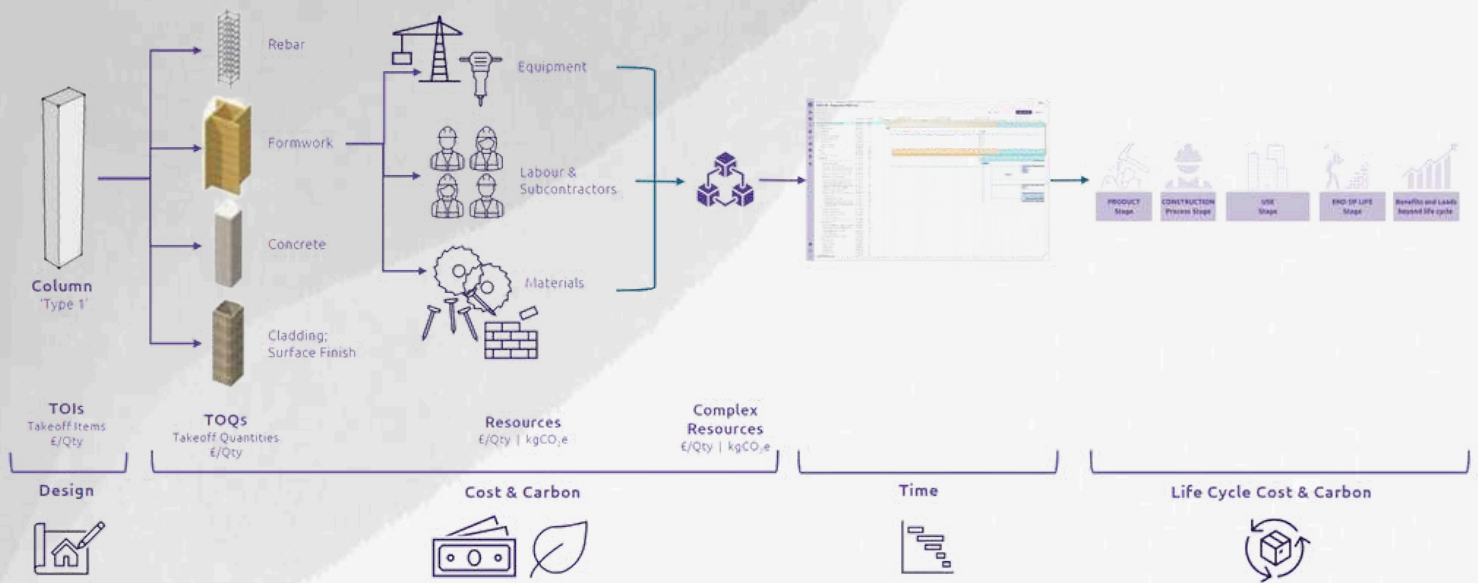 Rebar
Equipment
Formwork
Labour &
Subcontractors
PRODUCT
Stage
CONSTRUCTION
Process Stage
USE
Stage
END OF LIFE
Stage
Benefits and Loads
beyond life cycle
Concrete
Column
'Type 1'
Materials
Cladding;
Surface Finish
TOIs
Takeoff Items
£/Qty
TOQs
Takeoff Quantities
£/Qty
Resources
£/Qty | kgCO₂e
Complex
Resources
£/Qty | kgCO₂e
Design
Cost & Carbon
Time
Life Cycle Cost & Carbon